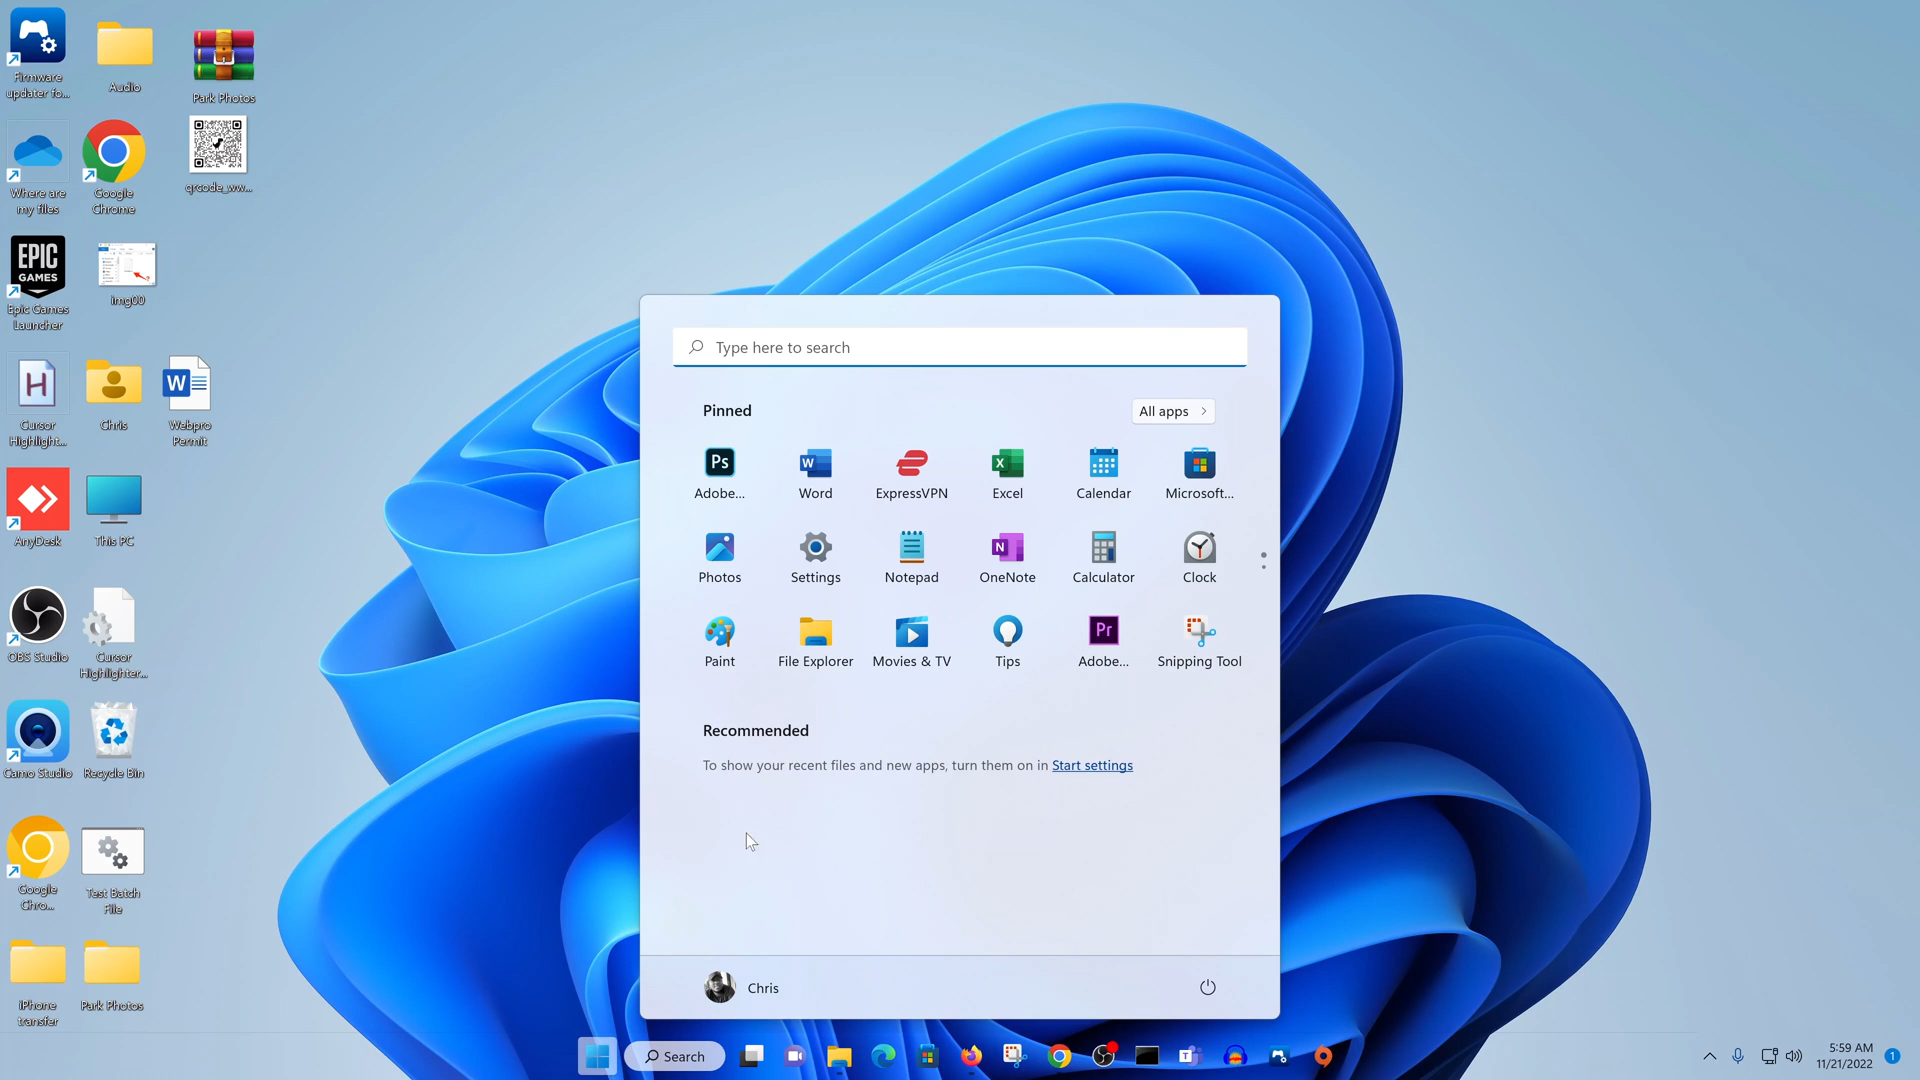 Firmware
updater fo...
Audio
Park Photos
Where are
my files
Google
Chrome
qrcode_ww...
EPIC
GAMES
Epic Games
Launcher
img00
H
Cursor
Highlight...
Chris
W
Webpro
Permit
AnyDesk
This PC
OBS Studio
Cursor
Highlighter...
Camo Studio
Recycle Bin
Google
Chro...
Test Batch
File
iPhone
transfer
Park Photos
Type here to search
Pinned
All apps
Ps
Adobe...
W
Word
ExpressVPN
X
Excel
Calendar
Microsoft...
Photos
Settings
Notepad
N
OneNote
Calculator
Clock
Paint
File Explorer
Movies & TV
Tips
Pr
Adobe...
Snipping Tool
Recommended
To show your recent files and new apps, turn them on in Start settings
Chris
Search
T
5:59 AM
11/21/2022
1